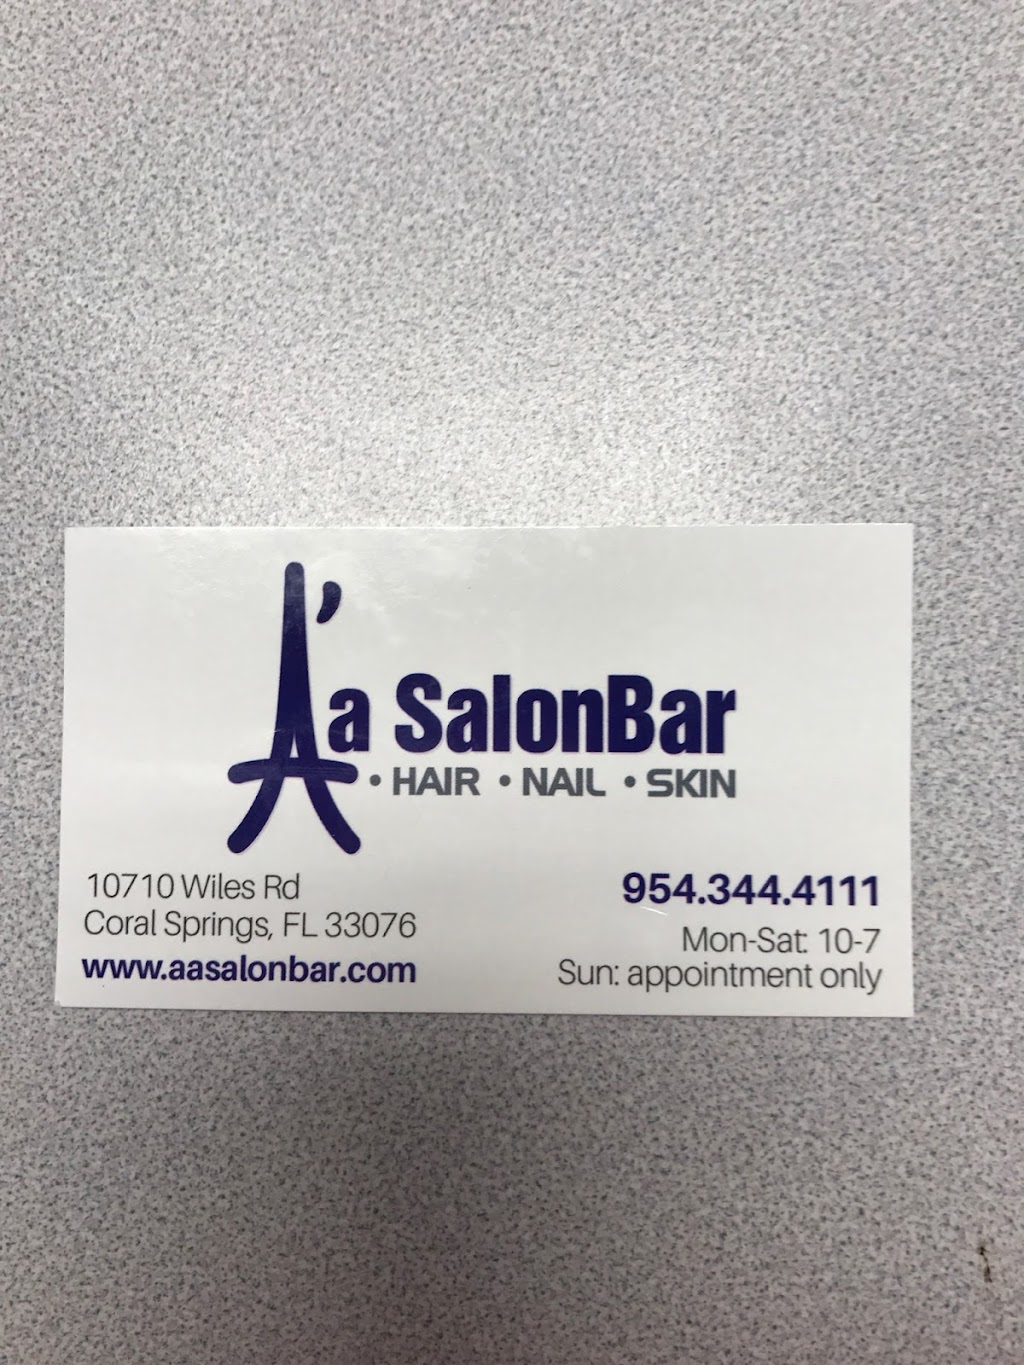 A'a SalonBar
• HAIR • NAIL • SKIN
10710 Wiles Rd
Coral Springs, FL 33076
www.aasalonbar.com
954.344.4111
Mon-Sat: 10-7
Sun: appointment only